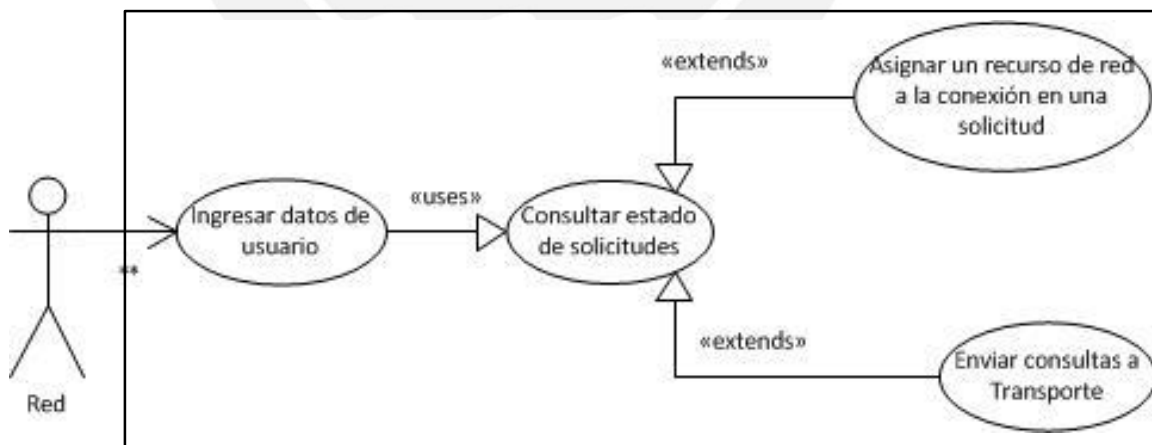 «extends»
Asignar un recurso de red
a la conexión en una
solicitud
Ingresar datos de
usuario
«uses»
Consultar estado
de solicitudes
**
«extends»
Enviar consultas a
Transporte
Red